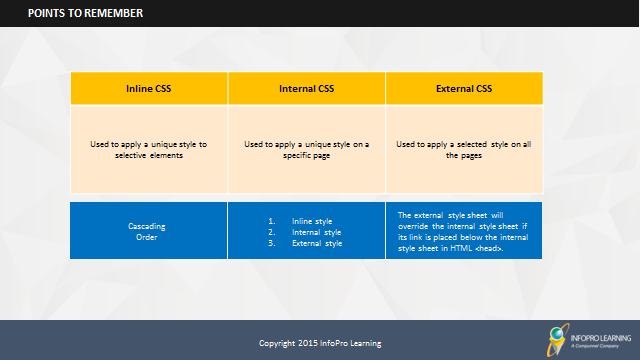 POINTS TO REMEMBER
Inline CSS
Internal CSS
External CSS
Used to apply a unique style to
selective elements
Used to apply a unique style on a
specific page
Used to apply a selected style on all
the pages
Cascading
Order
1. Inline style
2. Internal style
3. External style
The external style sheet will
override the internal style sheet if
its link is placed below the internal
style sheet in HTML <head>.
Copyright 2015 InfoPro Learning
INFOPRO LEARNING
A Compunnel Company